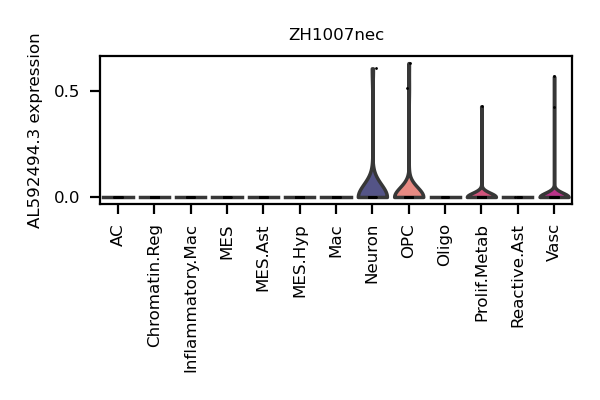 ZH1007nec
AL592494.3 expression
0.5
0.0
AC
Chromatin.Reg
Inflammatory.Mac
MES
MES.Ast
MES.Hyp
Mac
Neuron
OPC
Oligo
Prolif.Metab
Reactive.Ast
Vasc